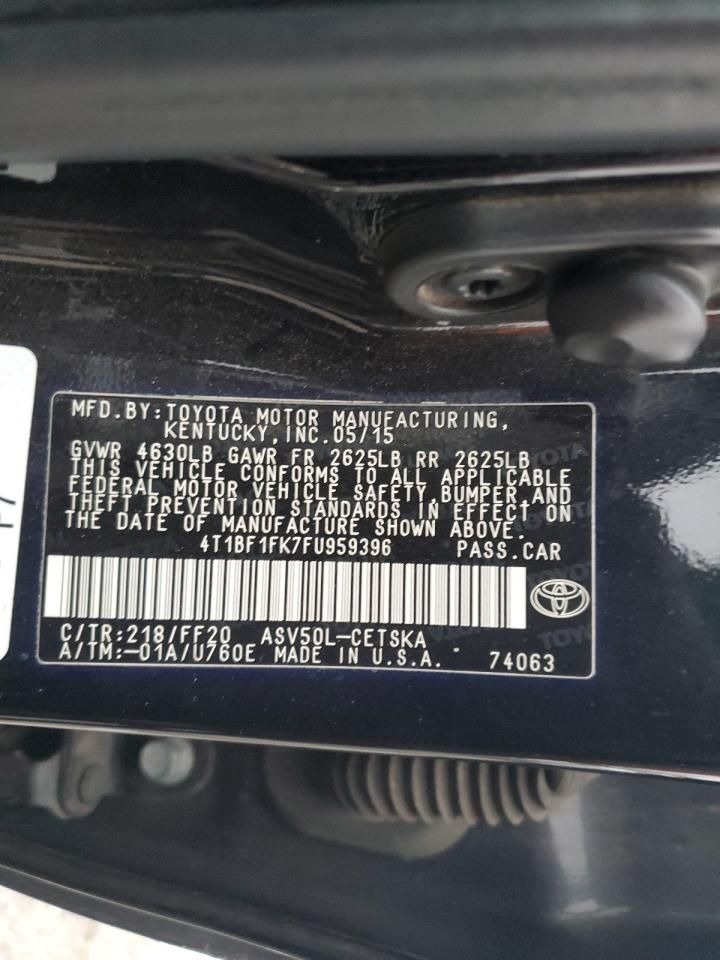 MFD.BY:TOYOTA MOTOR MANUFACTURING,
KENTUCKY,INC.05/15
GVWR 4630LB GAWR FR 2625LB RR 2625LB
THIS VEHICLE CONFORMS TO ALL APPLICABLE
FEDERAL MOTOR VEHICLE SAFETY,BUMPER,AND
THEFT PREVENTION STANDARDS IN EFFECT ON
THE DATE OF MANUFACTURE SHOWN ABOVE.
4T1BF1FK7FU959396 PASS.CAR
C/TR:218/FF20 ASV50L-CETSKA
A/TM:-01A/U760E MADE IN U.S.A. 74063